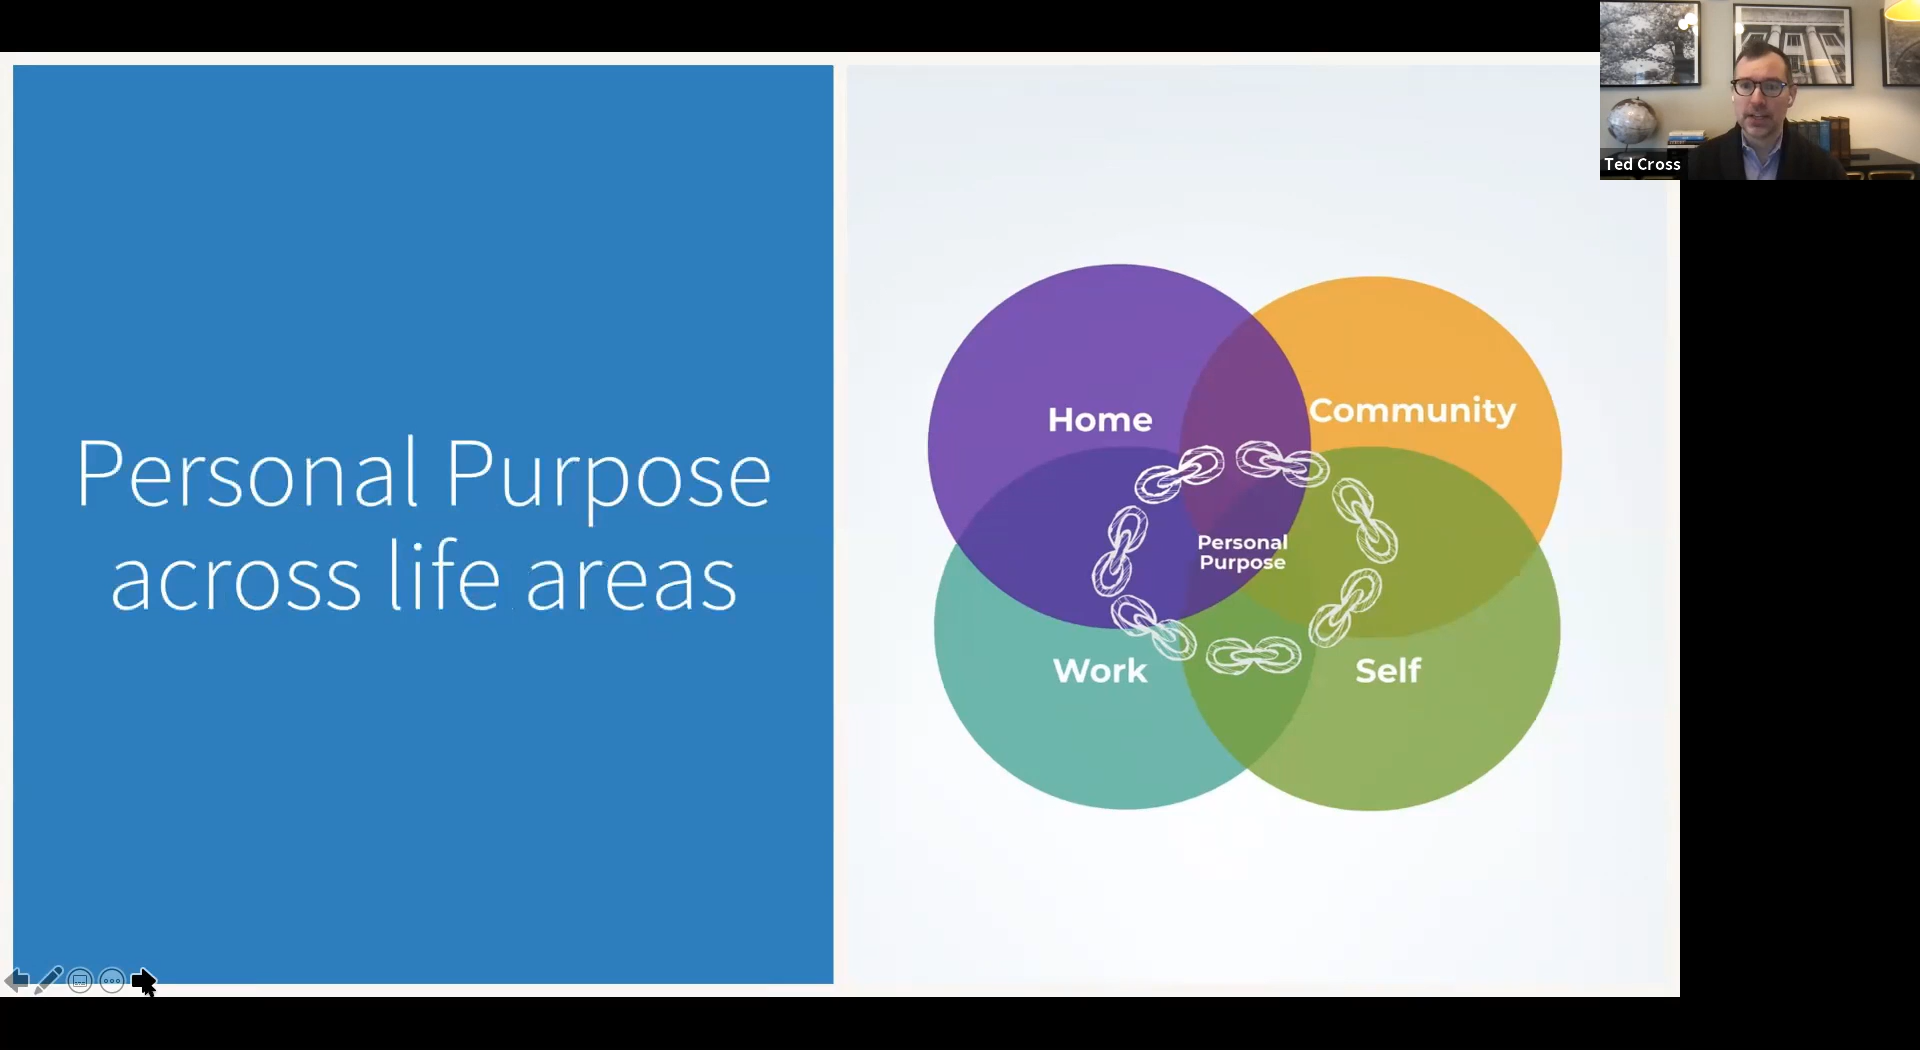 Personal Purpose
across life areas
Home
Community
Personal
Purpose
Work
Self
Ted Cross